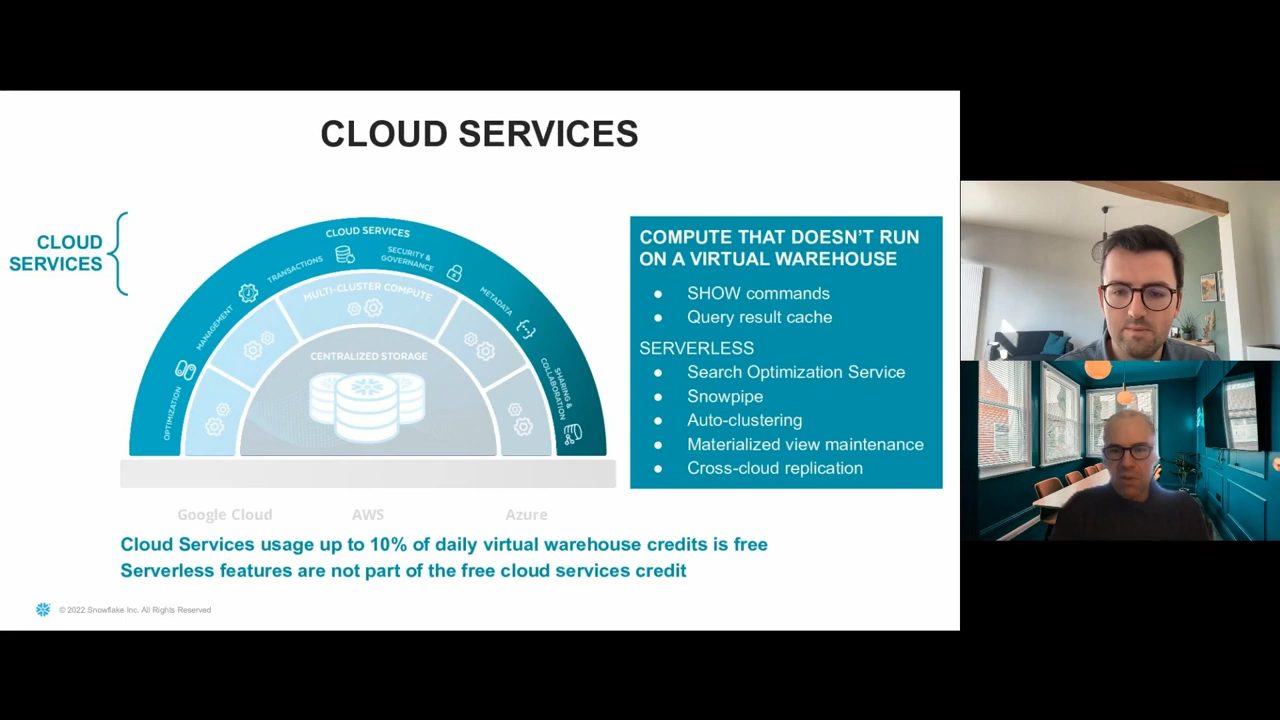 CLOUD SERVICES
CLOUD
SERVICES
CLOUD SERVICES
OPTIMIZATION
MANAGEMENT
TRANSACTIONS
SECURITY &
GOVERNANCE
METADATA
SHARING &
COLLABORATION
MULTI-CLUSTER COMPUTE
CENTRALIZED STORAGE
Google Cloud
AWS
Azure
COMPUTE THAT DOESN'T RUN
ON A VIRTUAL WAREHOUSE
● SHOW commands
● Query result cache
SERVERLESS
● Search Optimization Service
● Snowpipe
● Auto-clustering
● Materialized view maintenance
● Cross-cloud replication
Cloud Services usage up to 10% of daily virtual warehouse credits is free
Serverless features are not part of the free cloud services credit
© 2022 Snowflake Inc. All Rights Reserved